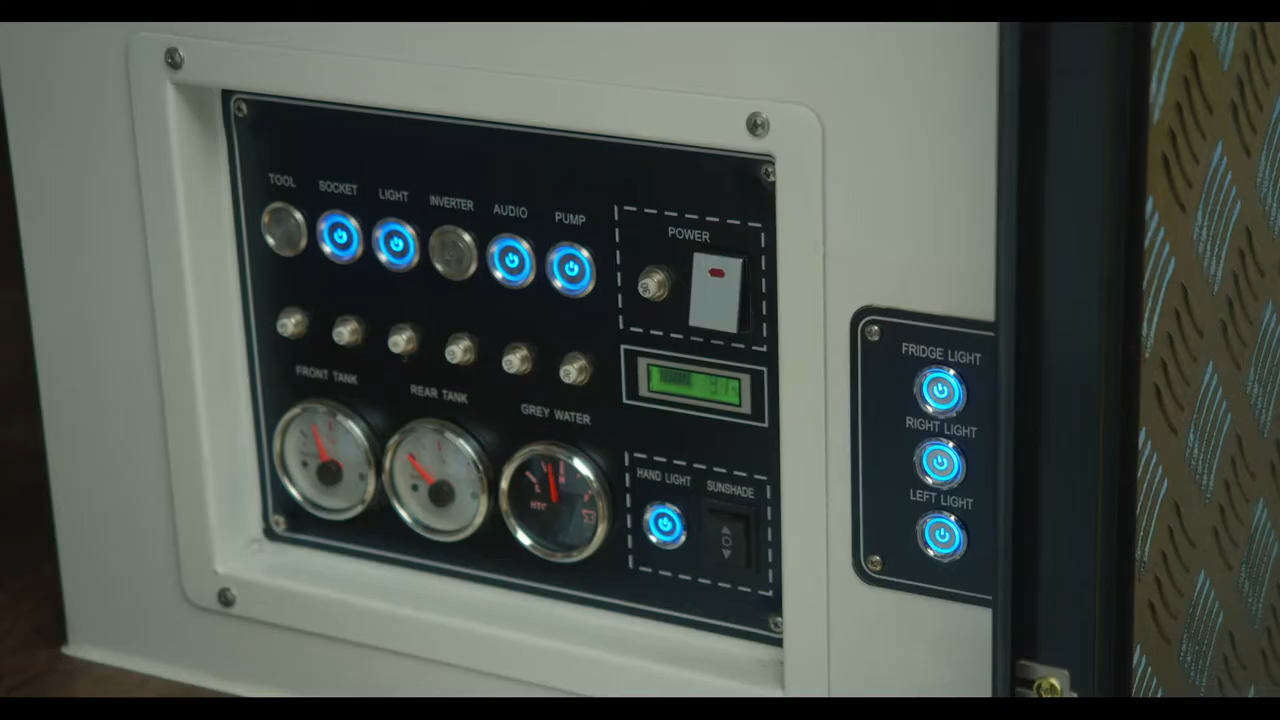 TOOL
SOCKET
LIGHT
INVERTER
AUDIO
PUMP
POWER
FRONT TANK
REAR TANK
GREY WATER
HAND LIGHT
SUNSHADE
FRIDGE LIGHT
RIGHT LIGHT
LEFT LIGHT